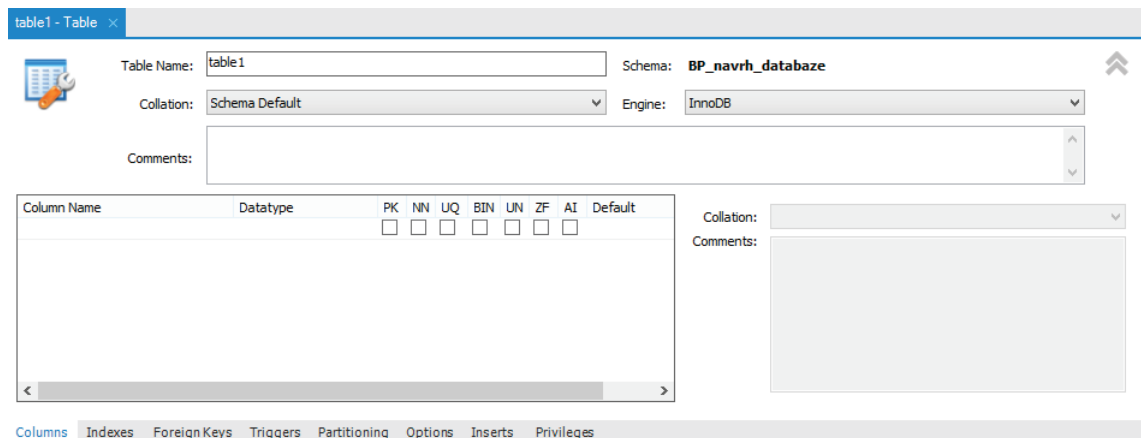 table1 - Table ×
Table Name: table1 Schema: BP_navrh_databaze
Collation: Schema Default Engine: InnoDB
Comments:
Column Name Datatype PK NN UQ BIN UN ZF AI Default
Collation:
Comments:
Columns Indexes Foreign Keys Triggers Partitioning Options Inserts Privileges